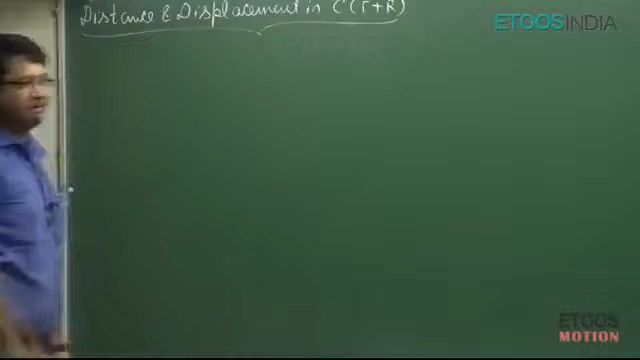 Distance & Displacement in C(T+R)
ETOOSINDIA
ETOOS
MOTION